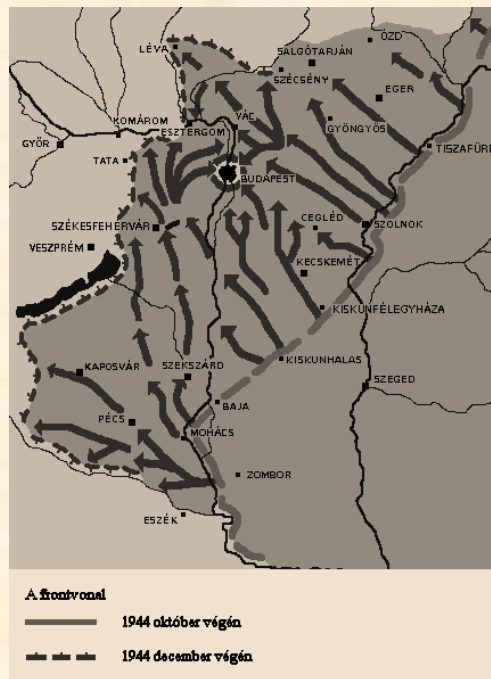 ÓZD
LÉVA
SALGÓTARJÁN
SZÉCSÉNY
EGER
VÁC
KOMÁROM
GYÖNGYÖS
ESZTERGOM
GYŐR
TISZAFÜRE
TATA
BUDAPEST
CEGLÉD
SZOLNOK
SZÉKESFEHÉRVÁR
VESZPRÉM
KECSKEMÉT
KISKUNFÉLEGYHÁZA
KISKUNHALAS
KAPOSVÁR
SZEKSZÁRD
SZEGED
BAJA
PÉCS
MOHÁCS
ZOMBOR
ESZÉK
A frontvonal
1944 október végén
1944 december végén